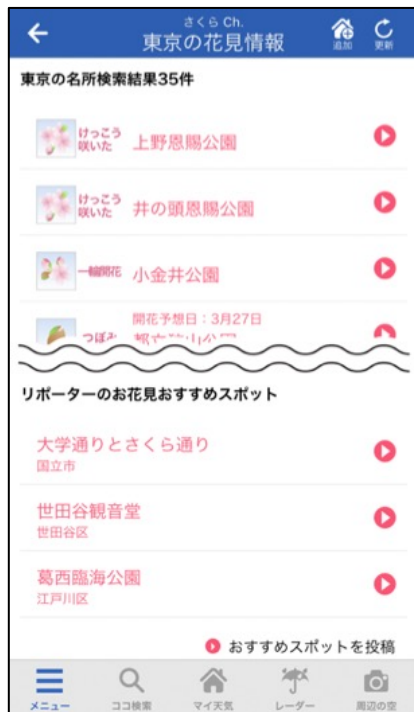 さくら Ch.
東京の花見情報
追加
更新
東京の名所検索結果35件
けっこう
咲いた
上野恩賜公園
けっこう
咲いた
井の頭恩賜公園
一輪開花
小金井公園
開花予想日：3月27日
つぼみ
リポーターのお花見おすすめスポット
大学通りとさくら通り
国立市
世田谷観音堂
世田谷区
葛西臨海公園
江戸川区
おすすめスポットを投稿
メニュー
ココ検索
マイ天気
レーダー
周辺の空